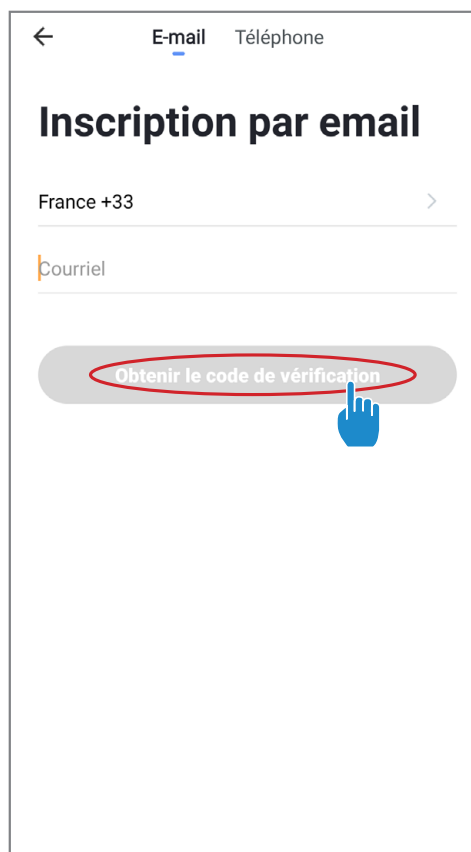 E-mail Téléphone
Inscription par email
France +33
Courriel
Obtenir le code de vérification